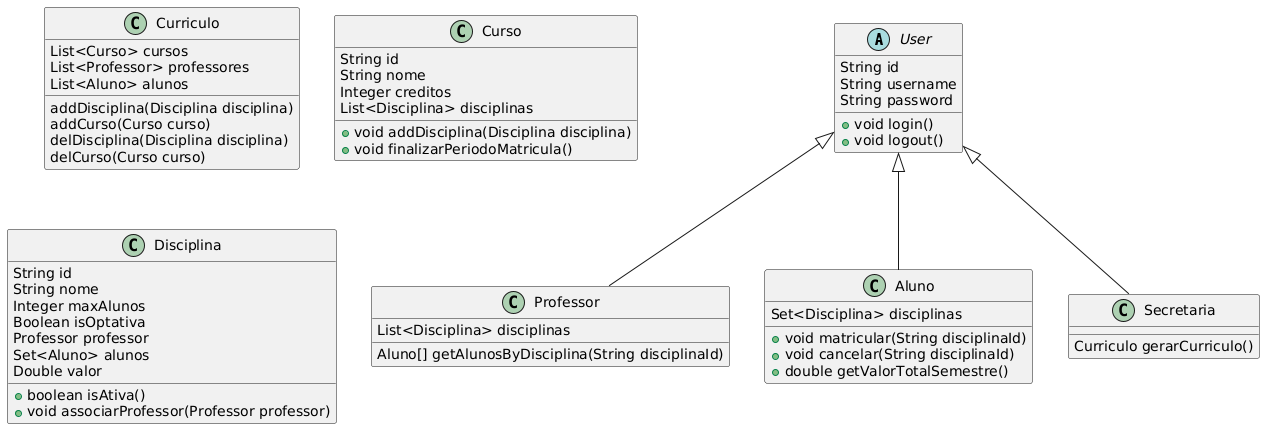 C Curriculo
List<Curso> cursos
List<Professor> professores
List<Aluno> alunos
addDisciplina(Disciplina disciplina)
addCurso(Curso curso)
delDisciplina(Disciplina disciplina)
delCurso(Curso curso)
C Curso
String id
String nome
Integer creditos
List<Disciplina> disciplinas
void addDisciplina(Disciplina disciplina)
void finalizarPeriodoMatricula()
A User
String id
String username
String password
void login()
void logout()
C Disciplina
String id
String nome
Integer maxAlunos
Boolean isOptativa
Professor professor
Set<Aluno> alunos
Double valor
boolean isAtiva()
void associarProfessor(Professor professor)
C Professor
List<Disciplina> disciplinas
Aluno[] getAlunosByDisciplina(String disciplinaId)
C Aluno
Set<Disciplina> disciplinas
void matricular(String disciplinaId)
void cancelar(String disciplinaId)
double getValorTotalSemestre()
C Secretaria
Curriculo gerarCurriculo()